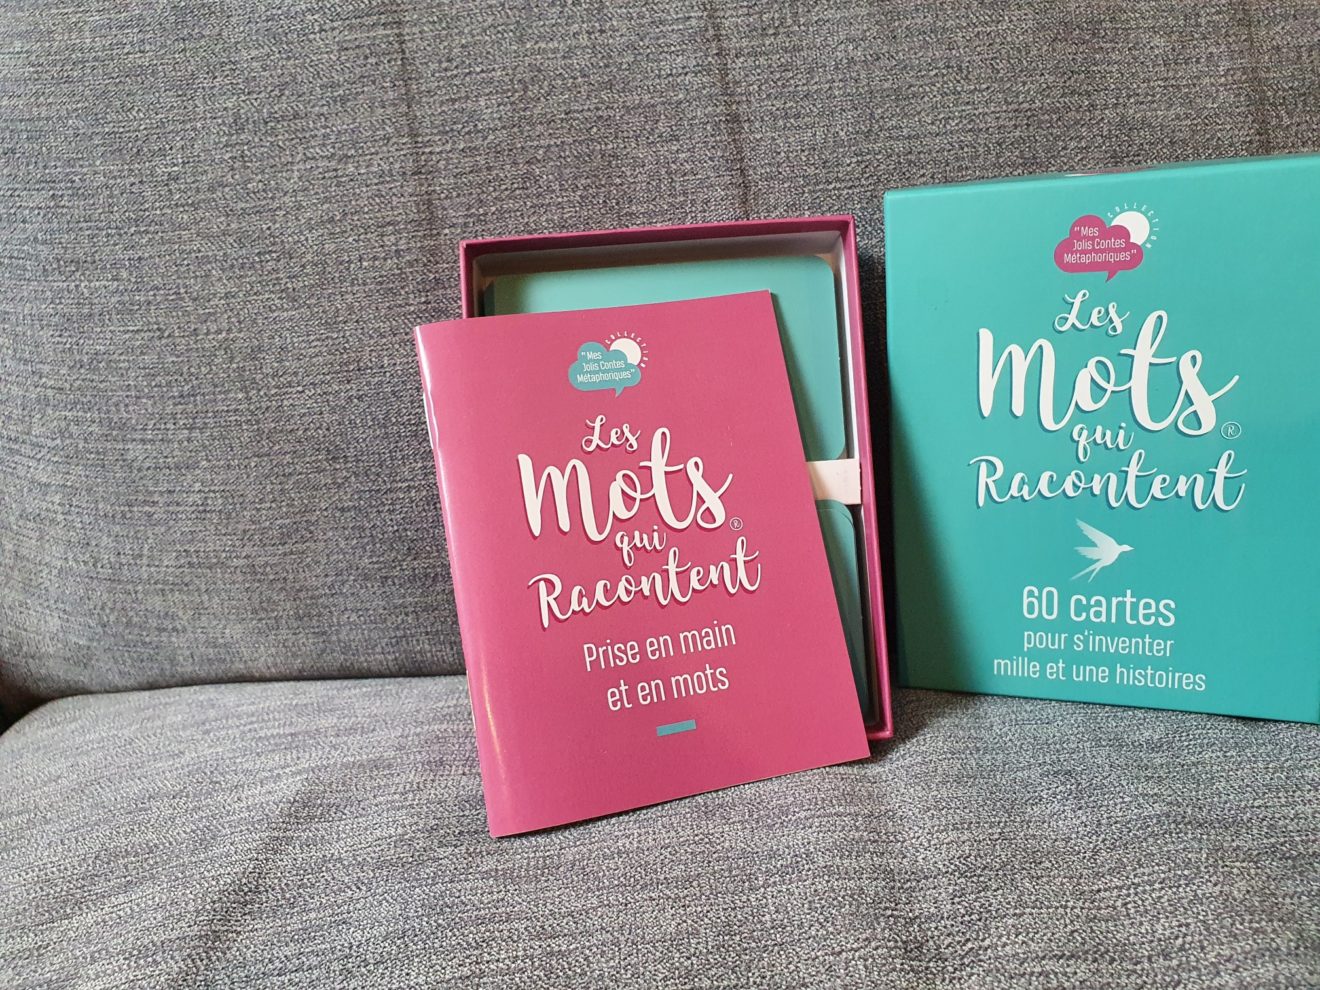 COLLECTION
"Mes
Jolis Contes
Métaphoriques"
Les
Mots®
qui
Racontent
Prise en main
et en mots
COLLECTION
"Mes
Jolis Contes
Métaphoriques"
Les
Mots®
qui
Racontent
60 cartes
pour s'inventer
mille et une histoires